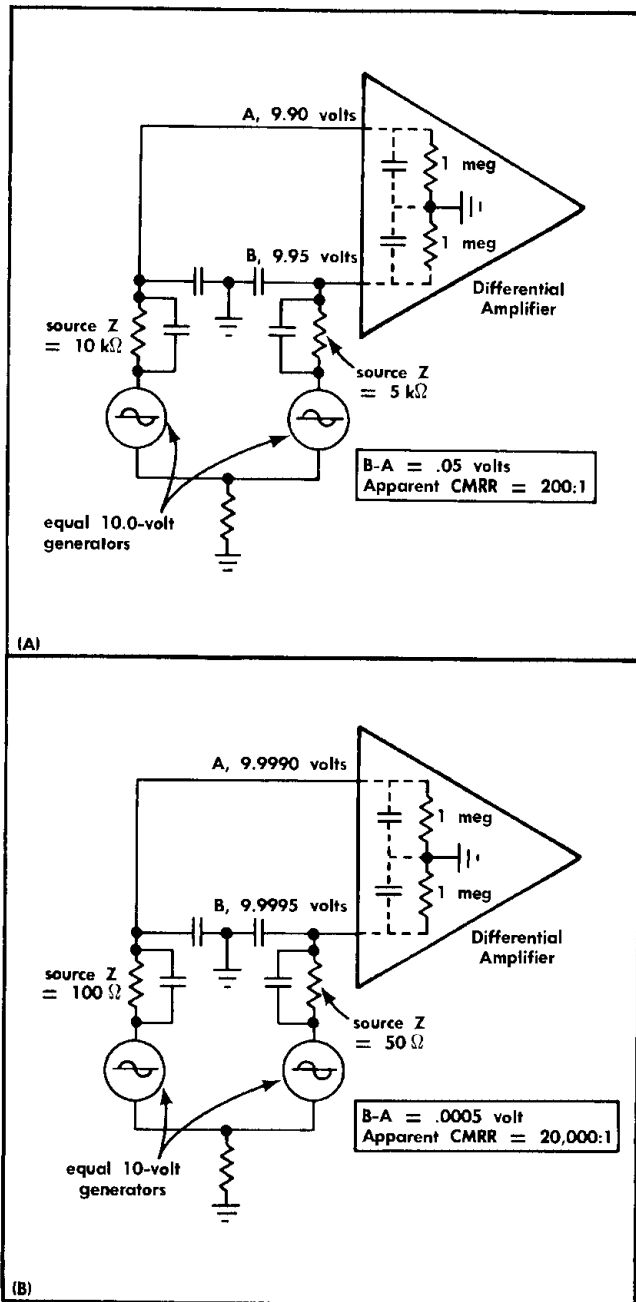 A, 9.90 volts
1 meg
B, 9.95 volts
1 meg
Differential
Amplifier
source Z
= 10 kΩ
source Z
= 5 kΩ
B-A = .05 volts
Apparent CMRR = 200:1
equal 10.0-volt
generators
(A)
A, 9.9990 volts
1 meg
1 meg
B, 9.9995 volts
Differential
Amplifier
source Z
= 100 Ω
source Z
= 50 Ω
B-A = .0005 volt
Apparent CMRR = 20,000:1
equal 10-volt
generators
(B)